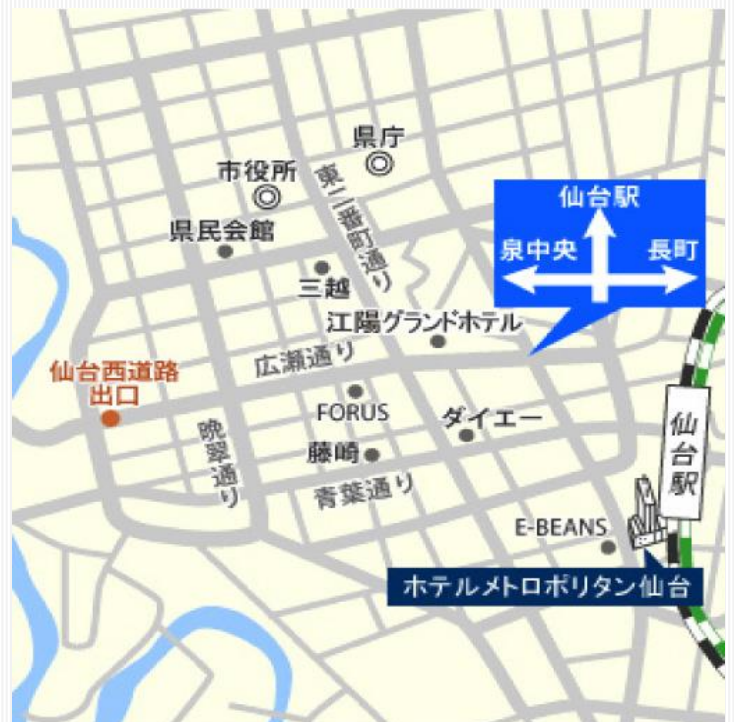 県庁
市役所
東二番町通り
仙台駅
泉中央
長町
県民会館
三越
江陽グランドホテル
広瀬通り
仙台西道路
出口
FORUS
ダイエー
晩翠通り
藤崎
青葉通り
仙台駅
E-BEANS
ホテルメトロポリタン仙台